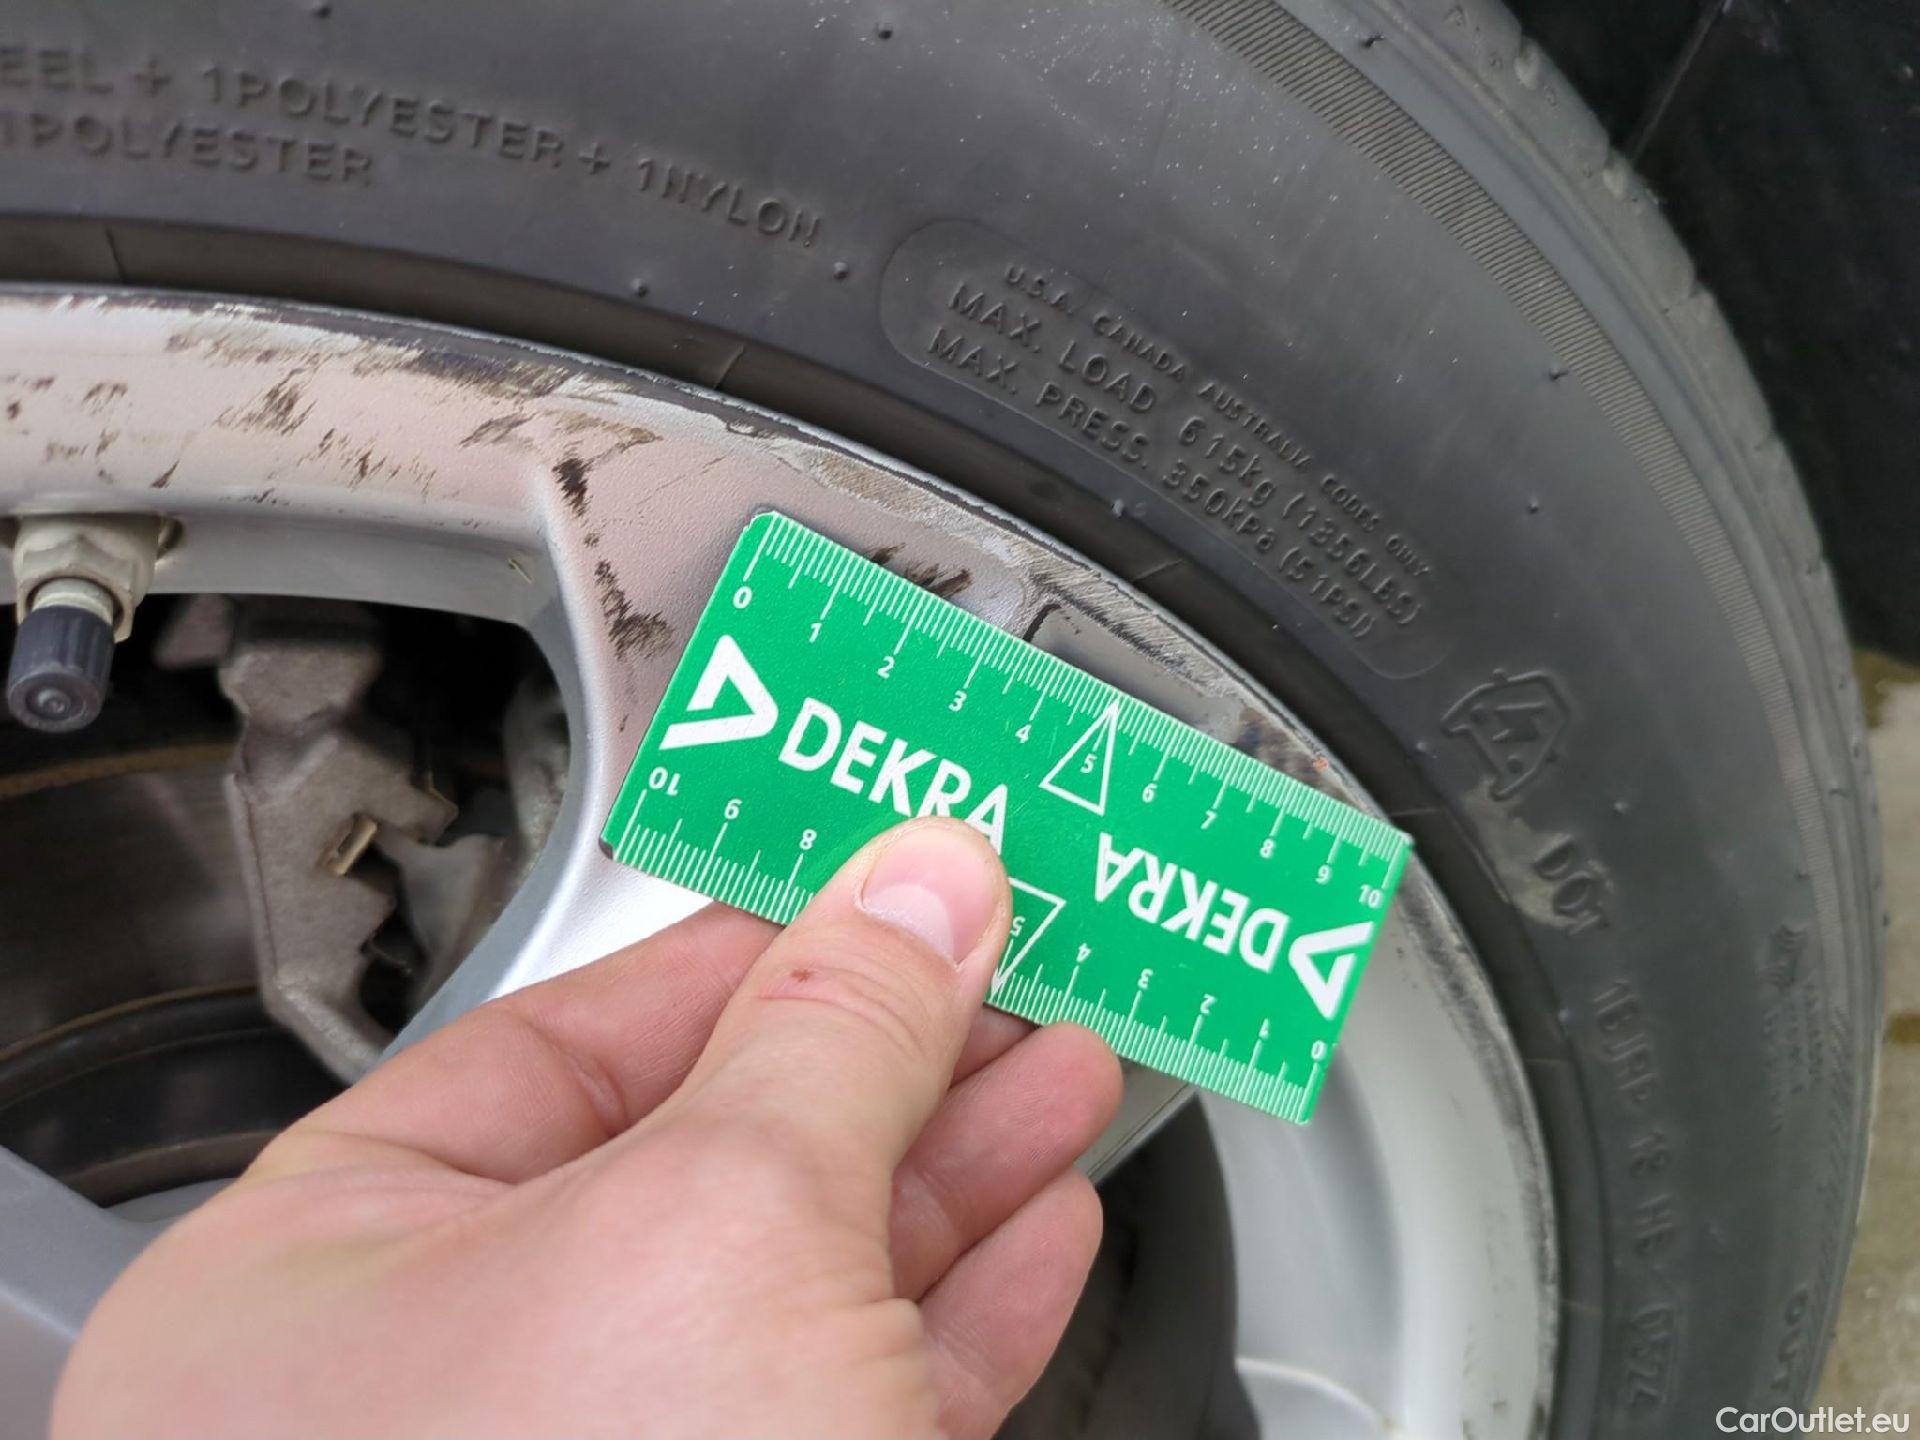 EEL + 1POLYESTER + 1NYLON
1POLYESTER
U.S.A. CANADA AUSTRALIA CODES ONLY
MAX. LOAD 615kg (1356LBS)
MAX. PRESS. 350kPa (51PSI)
DOT
0 1 2 3 4 5 6 7 8 9 10
DEKRA
DEKRA
10 9 8 5 4 3 2 1 0
CarOutlet.eu